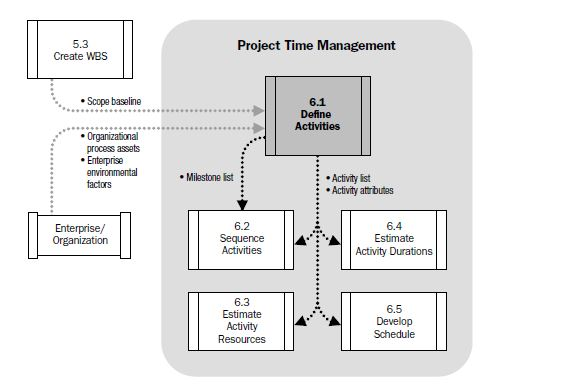 Project Time Management
5.3
Create WBS
6.1
Define
Activities
• Scope baseline
• Organizational
process assets
• Enterprise
environmental
factors
• Milestone list
• Activity list
• Activity attributes
Enterprise/
Organization
6.2
Sequence
Activities
6.4
Estimate
Activity Durations
6.3
Estimate
Activity
Resources
6.5
Develop
Schedule